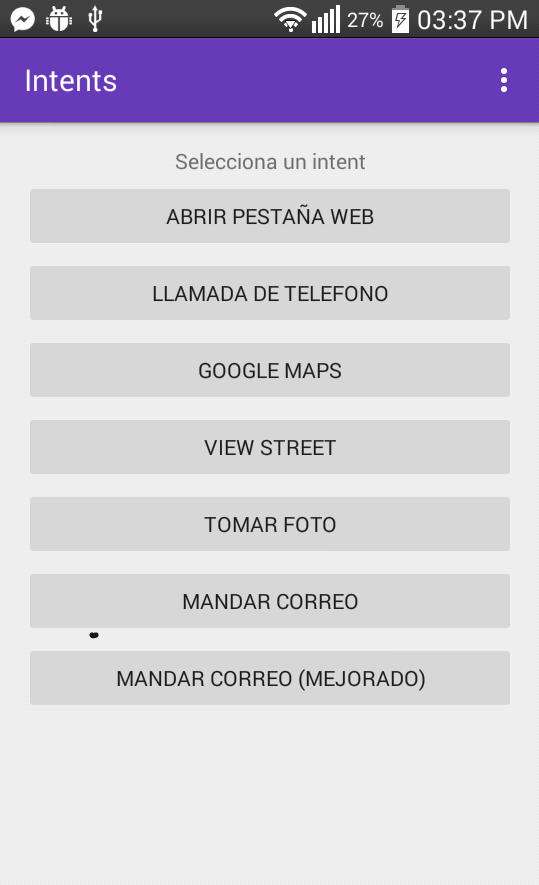 27% 03:37 PM
Intents
Selecciona un intent
ABRIR PESTAÑA WEB
LLAMADA DE TELEFONO
GOOGLE MAPS
VIEW STREET
TOMAR FOTO
MANDAR CORREO
MANDAR CORREO (MEJORADO)